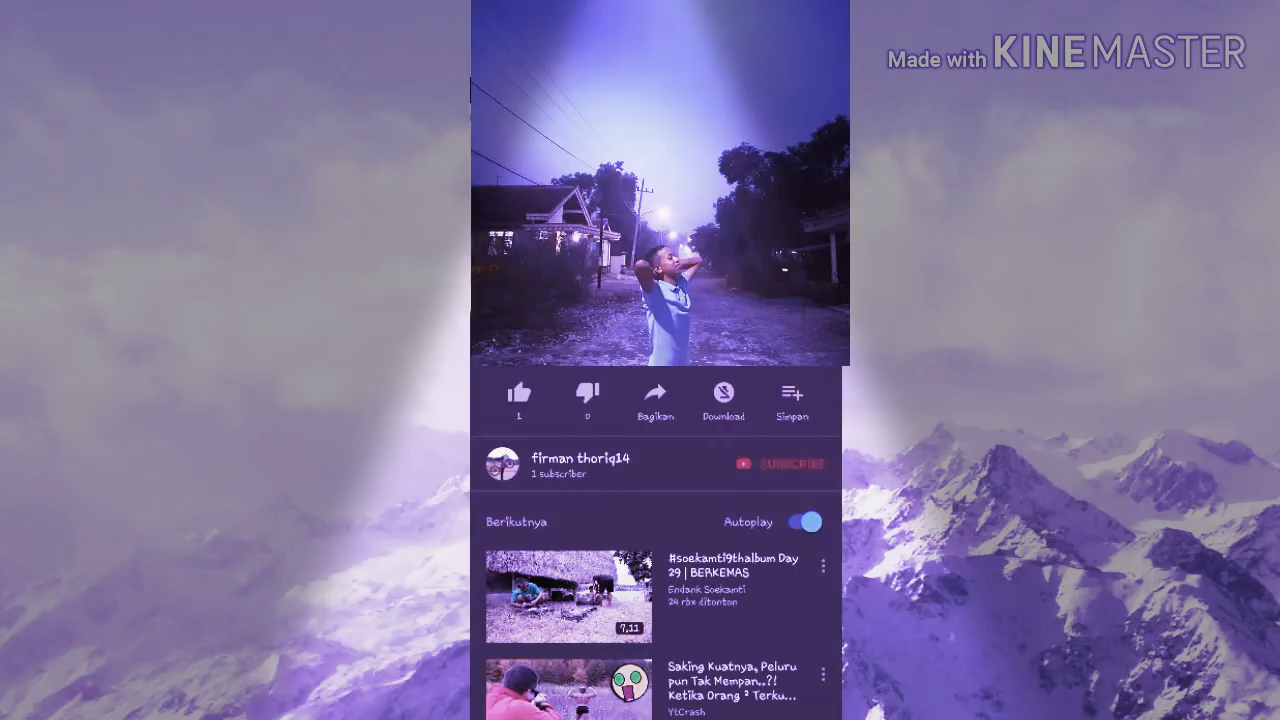 Made with KINEMASTER
1
0
Bagikan
Download
Simpan
firman thoriq14
1 subscriber
SUBSCRIBE
Berikutnya
Autoplay
#soekamti9thalbum Day
29 | BERKEMAS
Endank Soekamti
24 rbx ditonton
7.11
Saking Kuatnya, Peluru
pun Tak Mempan..?!
Ketika Orang ² Terku...
YtCrash